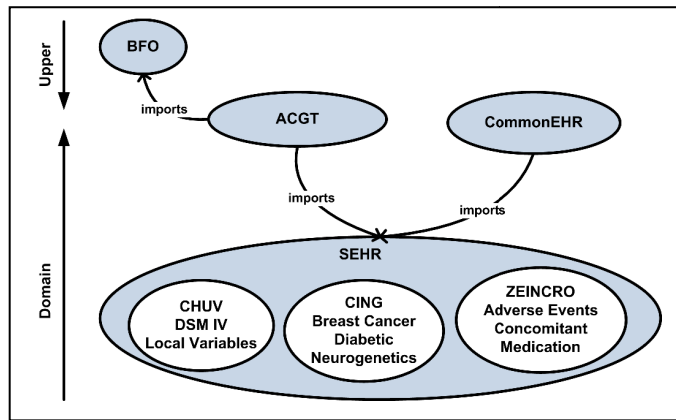 Upper
BFO
imports
ACGT
CommonEHR
imports
imports
Domain
SEHR
CHUV
DSM IV
Local Variables
CING
Breast Cancer
Diabetic
Neurogenetics
ZEINCRO
Adverse Events
Concomitant
Medication